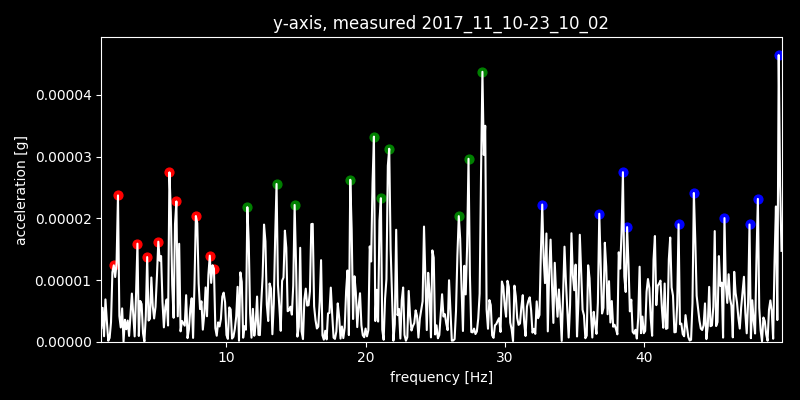 y-axis, measured 2017_11_10-23_10_02
0.00004
0.00003
0.00002
0.00001
0.00000
acceleration [g]
10 20 30 40
frequency [Hz]